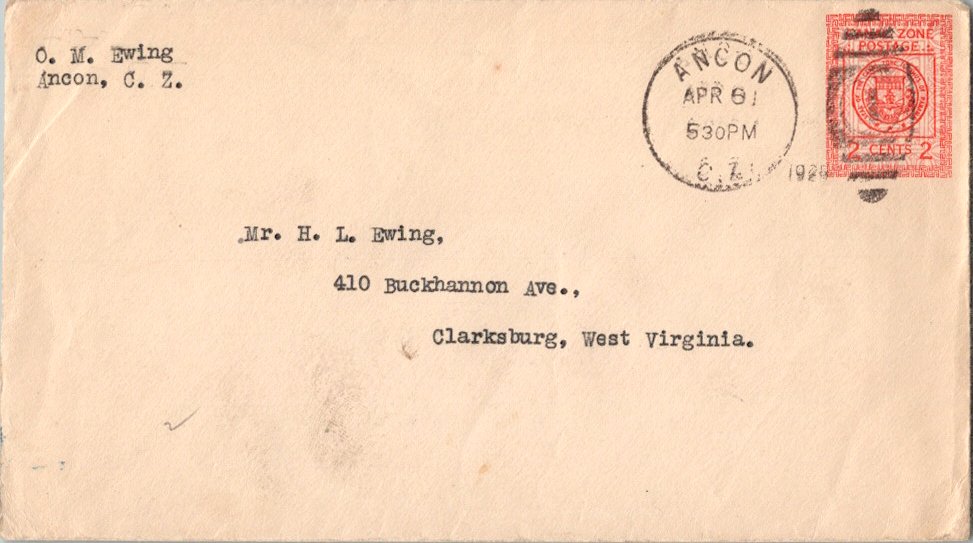 O. M. Ewing
Ancon, C. Z.
ANCON
APR 6
530PM
C. Z.
ZONE
POSTAGE
2 CENTS 2
Mr. H. L. Ewing,
410 Buckhannon Ave.,
Clarksburg, West Virginia.